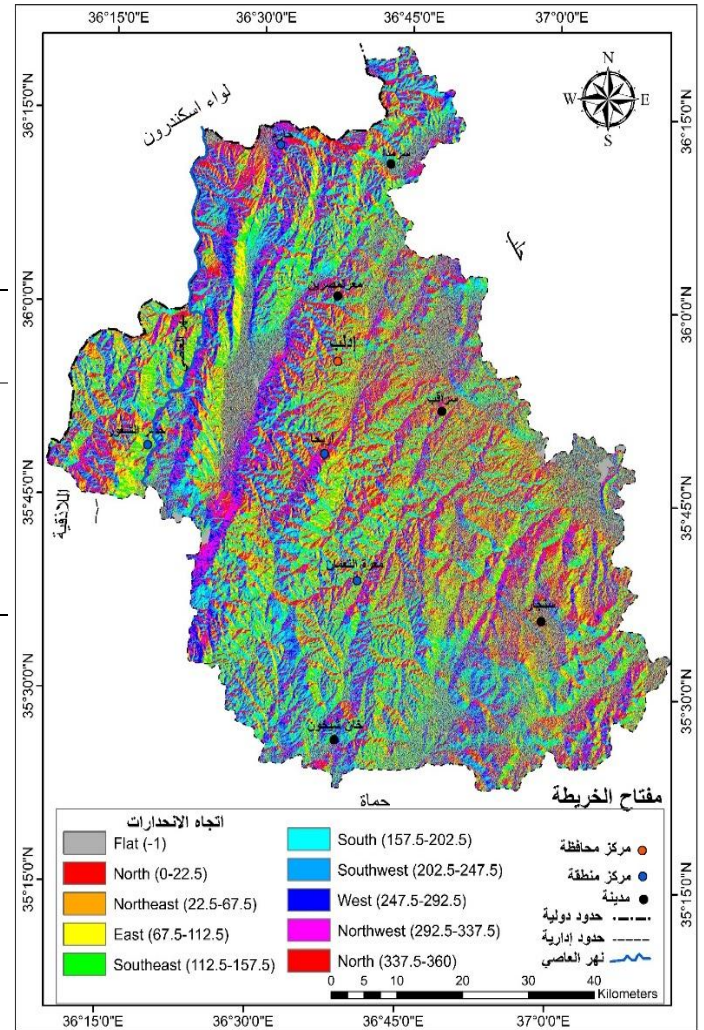 36°15'0"E
36°30'0"E
36°45'0"E
37°0'0"E
36°15'0"N
36°0'0"N
35°45'0"N
35°30'0"N
36°15'0"N
36°0'0"N
35°45'0"N
35°30'0"N
35°15'0"N
35°15'0"N
N
W E
S
لواء اسكندرون
سرمدا
معرتمصرين
إدلب
سراقب
أريحا
اللاذقية
معرة النعمان
سنجار
خان شيخون
حماة
مفتاح الخريطة
اتجاه الانحدارات
Flat (-1)
North (0-22.5)
Northeast (22.5-67.5)
East (67.5-112.5)
Southeast (112.5-157.5)
South (157.5-202.5)
Southwest (202.5-247.5)
West (247.5-292.5)
Northwest (292.5-337.5)
North (337.5-360)
مركز محافظة
مركز منطقة
مدينة
حدود دولية
حدود إدارية
نهر العاصي
0 5 10 20 30 40
Kilometers
36°15'0"E
36°30'0"E
36°45'0"E
37°0'0"E